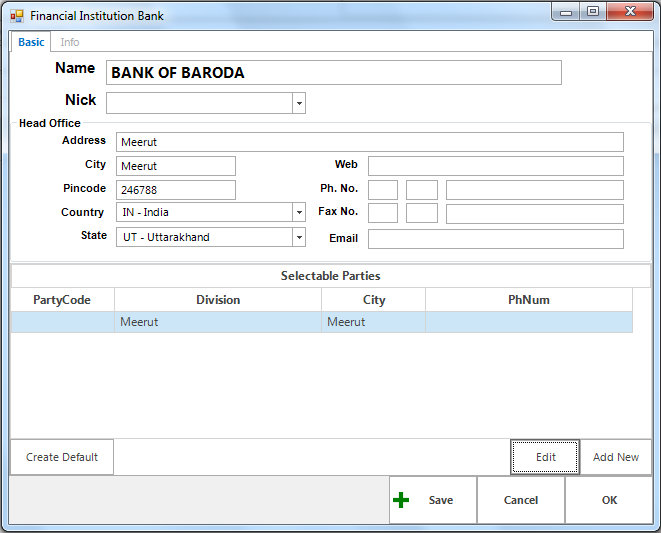 Financial Institution Bank
Basic Info
Name BANK OF BARODA
Nick
Head Office
Address Meerut
City Meerut Web
Pincode 246788 Ph. No.
Country IN - India Fax No.
State UT - Uttarakhand Email
Selectable Parties
PartyCode Division City PhNum
Meerut Meerut
Create Default Edit Add New
Save Cancel OK